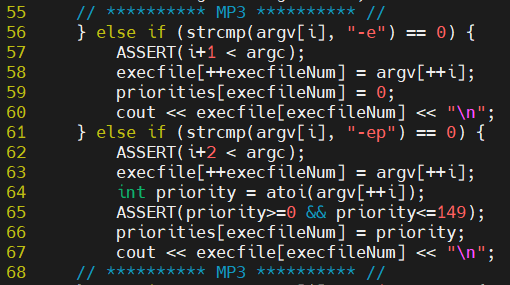 55     // ********** MP3 ********** //
56     } else if (strcmp(argv[i], "-e") == 0) {
57         ASSERT(i+1 < argc);
58         execfile[++execfileNum] = argv[++i];
59         priorities[execfileNum] = 0;
60         cout << execfile[execfileNum] << "\n";
61     } else if (strcmp(argv[i], "-ep") == 0) {
62         ASSERT(i+2 < argc);
63         execfile[++execfileNum] = argv[++i];
64         int priority = atoi(argv[++i]);
65         ASSERT(priority>=0 && priority<=149);
66         priorities[execfileNum] = priority;
67         cout << execfile[execfileNum] << "\n";
68     // ********** MP3 ********** //